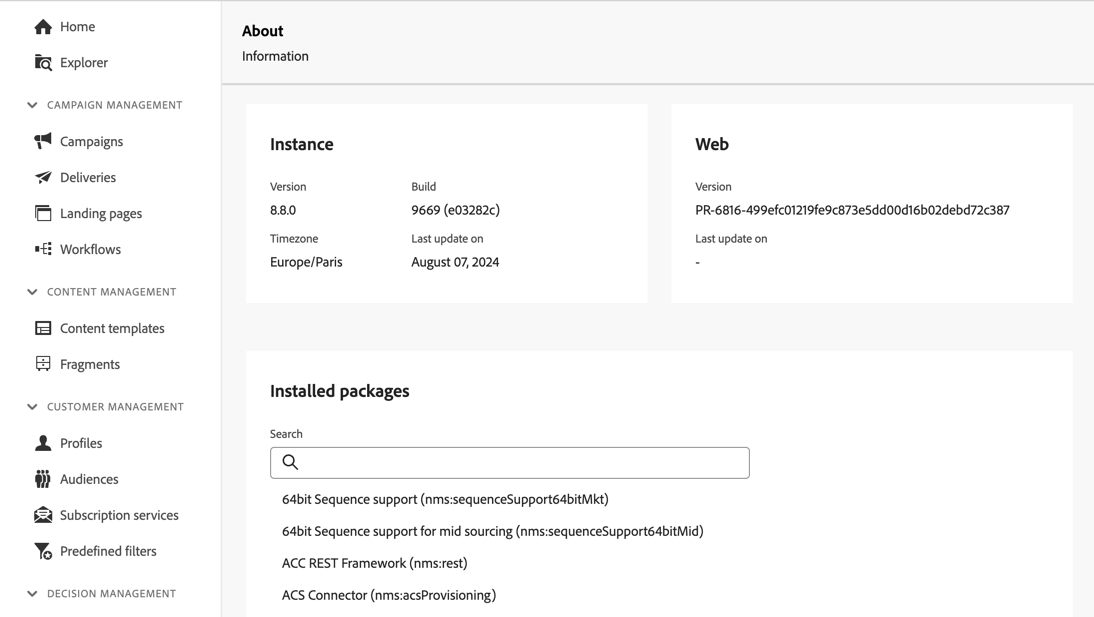 Home
Explorer
CAMPAIGN MANAGEMENT
Campaigns
Deliveries
Landing pages
Workflows
CONTENT MANAGEMENT
Content templates
Fragments
CUSTOMER MANAGEMENT
Profiles
Audiences
Subscription services
Predefined filters
DECISION MANAGEMENT
About
Information
Instance
Version
Build
8.8.0
9669 (e03282c)
Timezone
Last update on
Europe/Paris
August 07, 2024
Web
Version
PR-6816-499efc01219fe9c873e5dd00d16b02debd72c387
Last update on
-
Installed packages
Search
64bit Sequence support (nms:sequenceSupport64bitMkt)
64bit Sequence support for mid sourcing (nms:sequenceSupport64bitMid)
ACC REST Framework (nms:rest)
ACS Connector (nms:acsProvisioning)